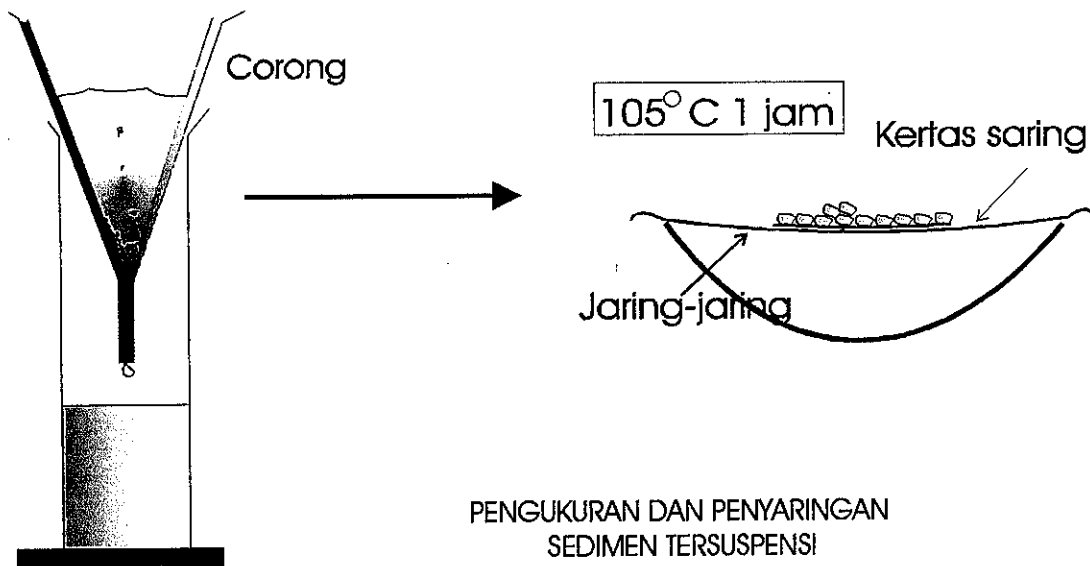 Corong
105° C 1 jam
Kertas saring
Jaring-jaring
PENGUKURAN DAN PENYARINGAN
SEDIMEN TERSUSPENSI